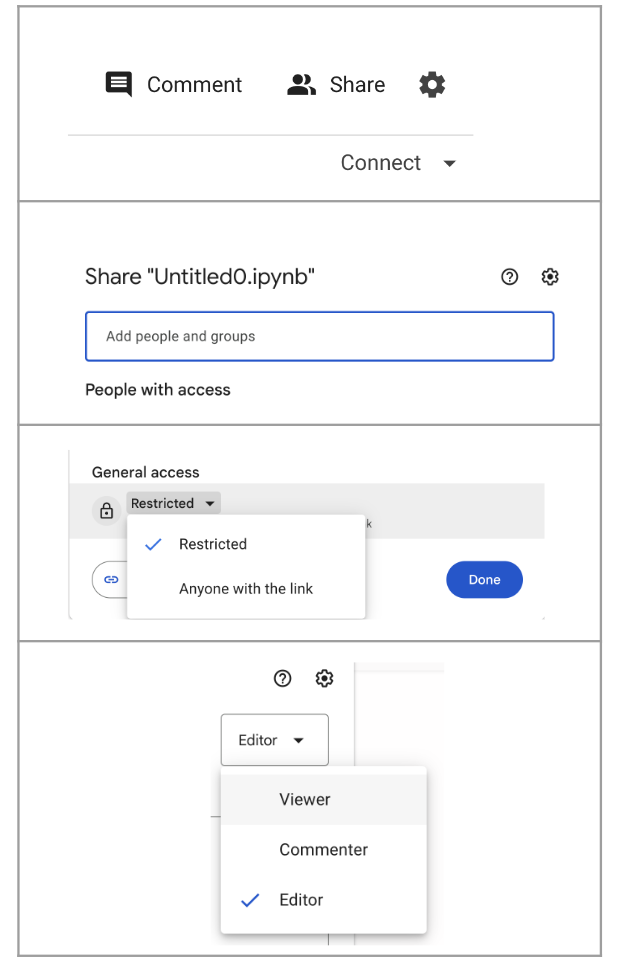 Comment Share
Connect
Share "Untitled0.ipynb"
Add people and groups
People with access
General access
Restricted
k
Restricted
Anyone with the link
Done
Editor
Viewer
Commenter
Editor